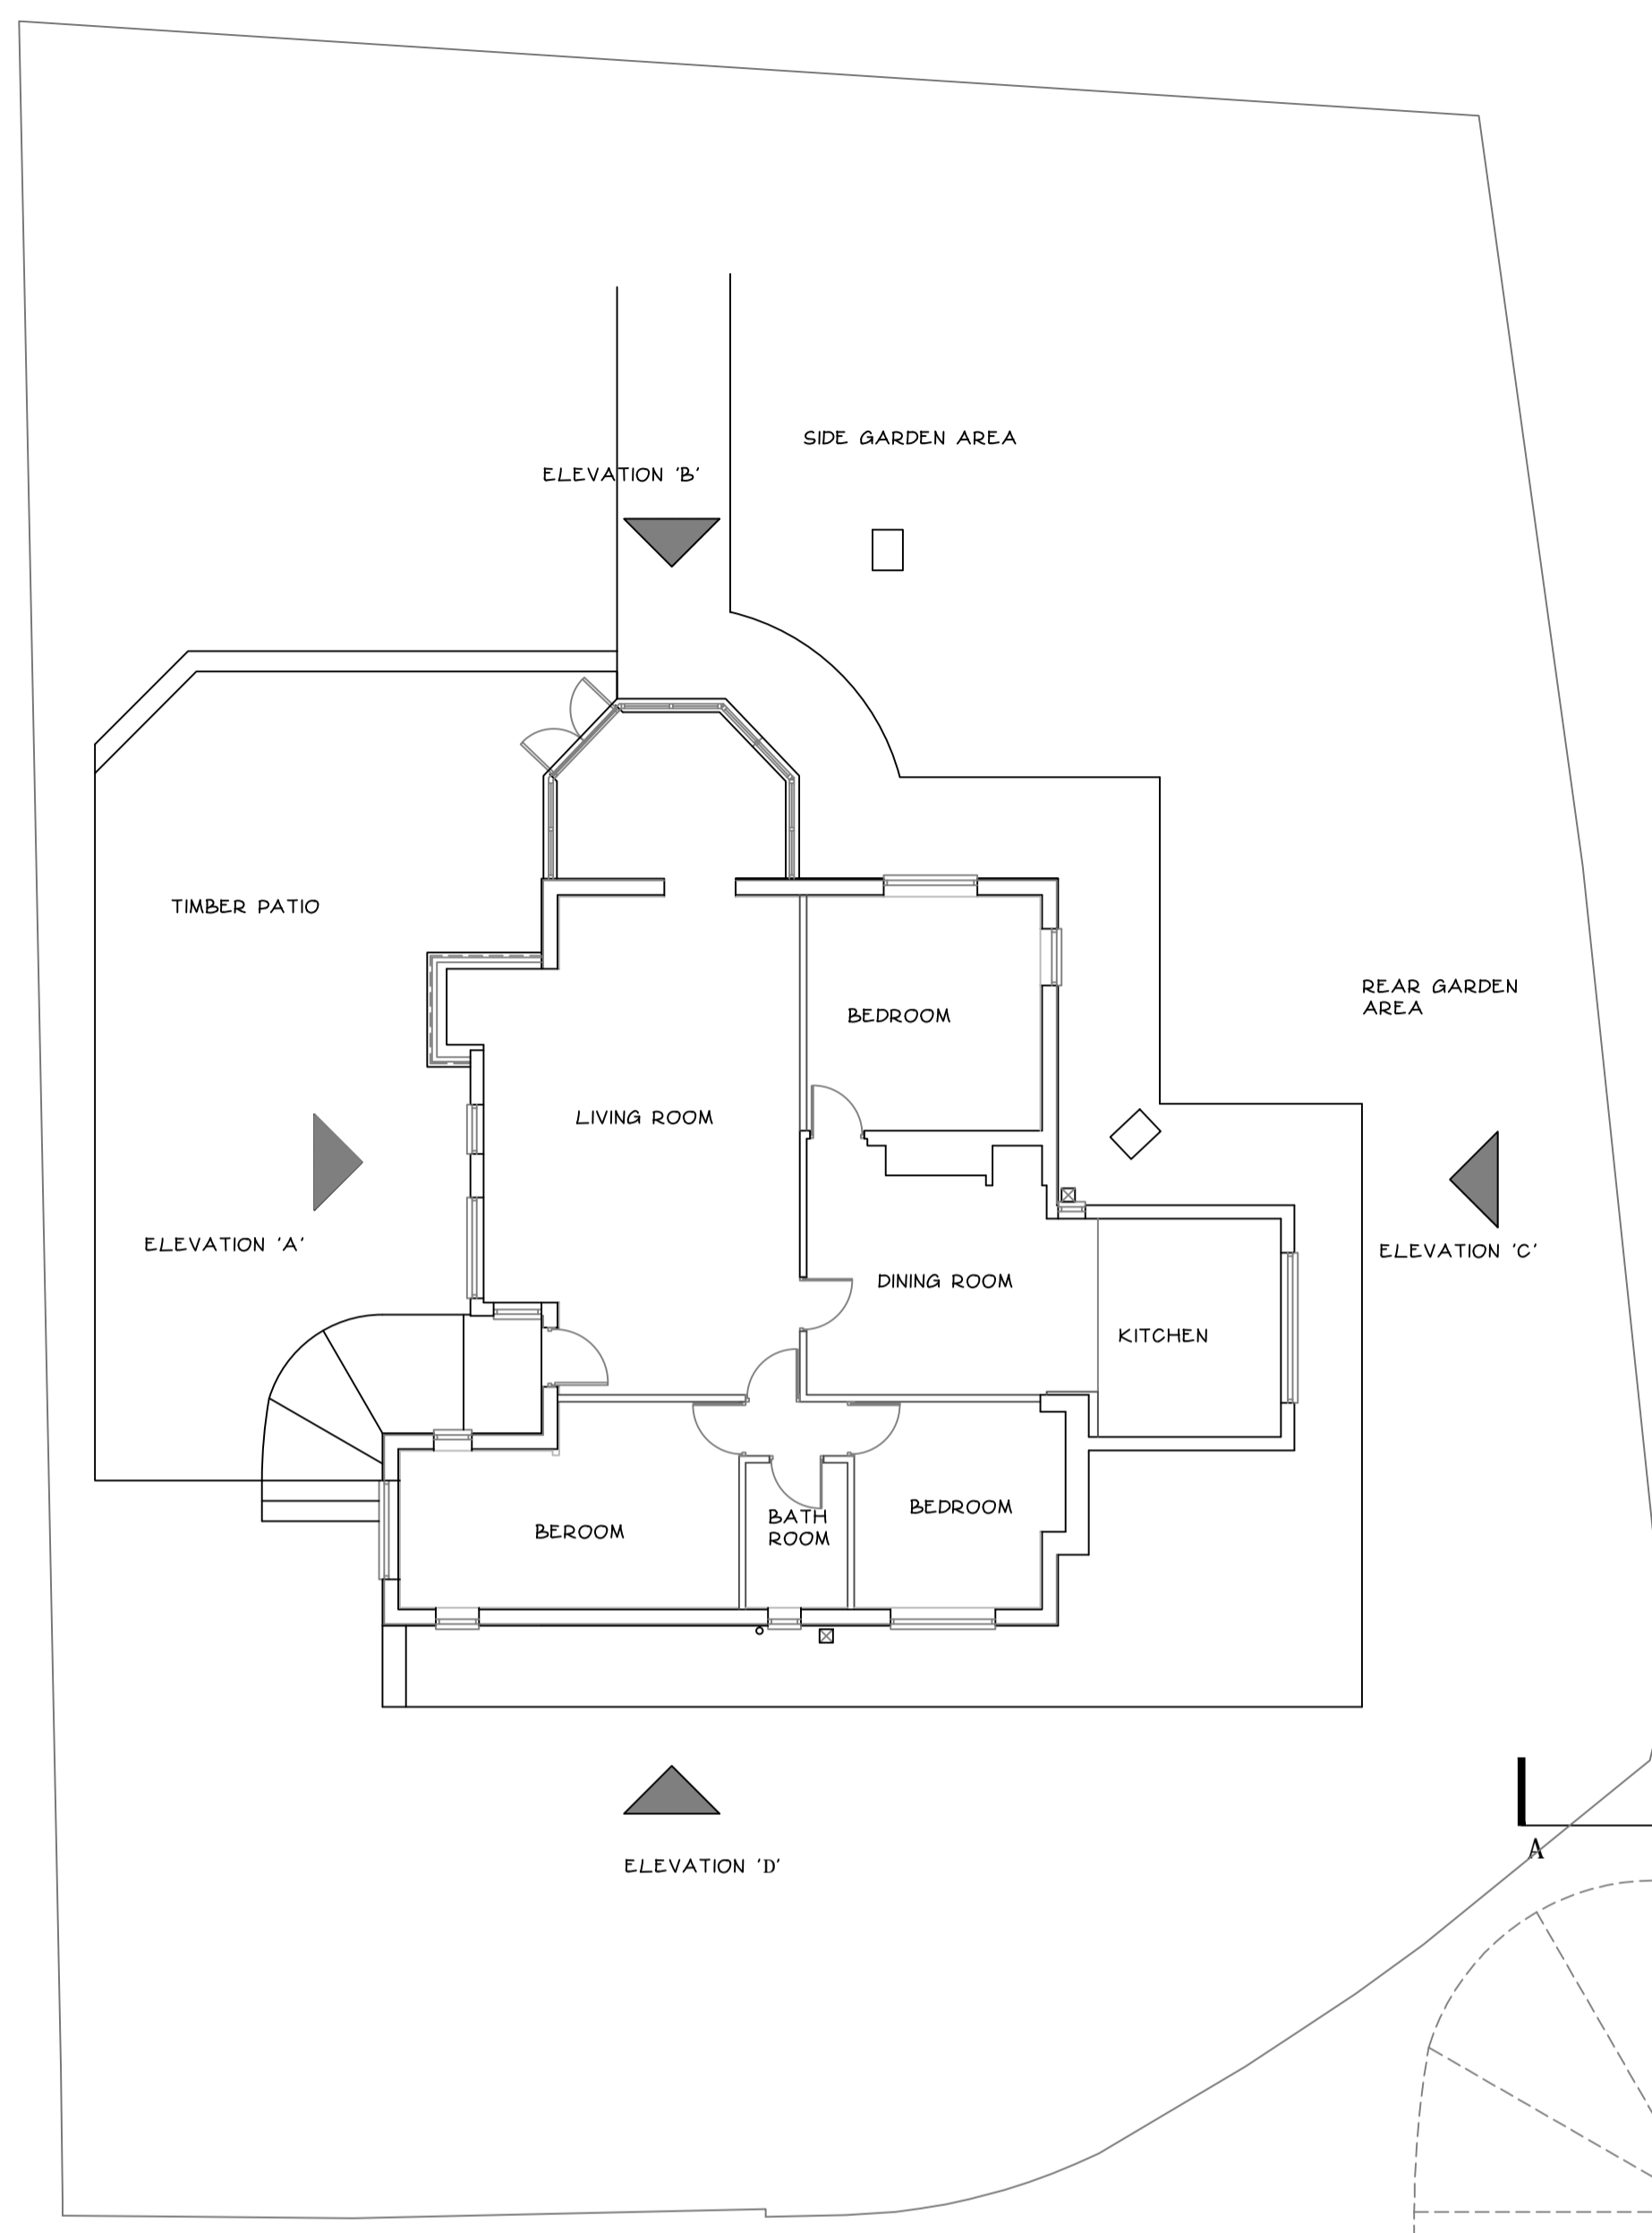 SIDE GARDEN AREA
ELEVATION 'B'
TIMBER PATIO
REAR GARDEN
AREA
BEDROOM
LIVING ROOM
ELEVATION 'A'
ELEVATION 'C'
DINING ROOM
KITCHEN
BEDROOM
BATH
ROOM
BEROOM
A
ELEVATION 'D'